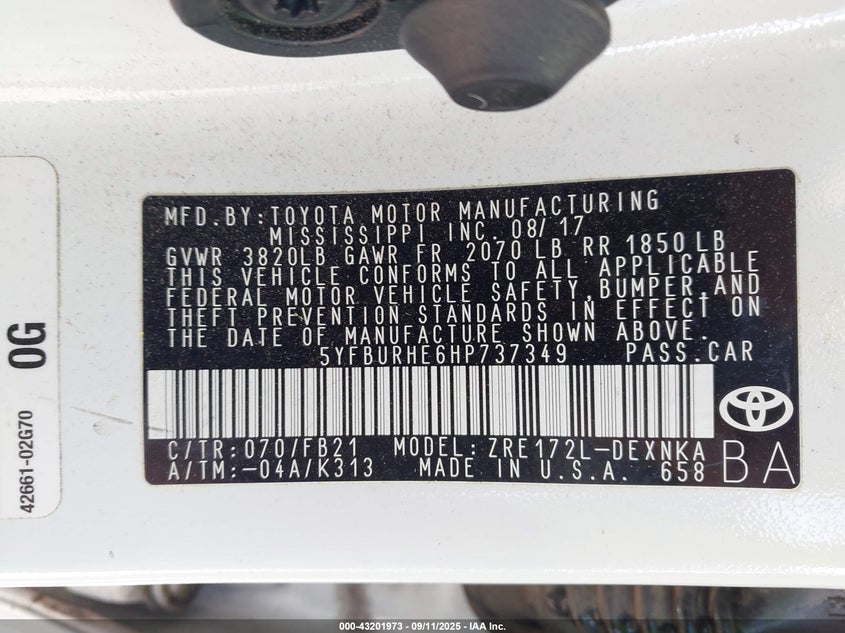 MFD.BY:TOYOTA MOTOR MANUFACTURING
MISSISSIPPI INC. 08/17
GVWR 3820LB GAWR FR 2070 LB RR 1850 LB
THIS VEHICLE CONFORMS TO ALL APPLICABLE
FEDERAL MOTOR VEHICLE SAFETY,BUMPER,AND
THEFT PREVENTION STANDARDS IN EFFECT ON
THE DATE OF MANUFACTURE SHOWN ABOVE.
5YFBURHE6HP737349 PASS.CAR
C/TR:070/FB21 MODEL:ZRE172L-DEXNKA
A/TM:-04A/K313 MADE IN U.S.A. 658
BA
0G
42661-02G70
000-43201973 - 09/11/2025 - IAA Inc.